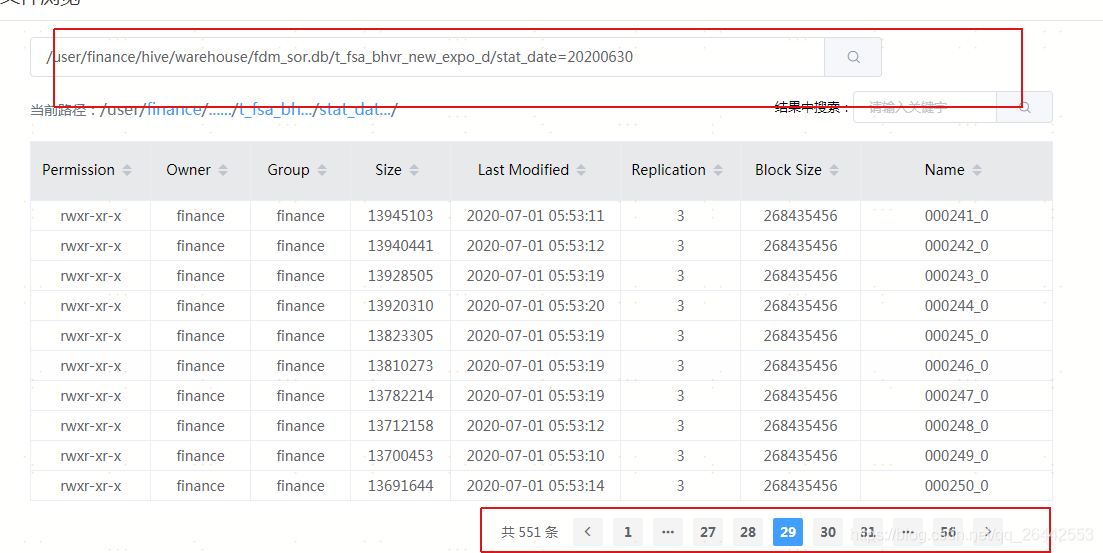 文件浏览
/user/finance/hive/warehouse/fdm_sor.db/t_fsa_bhvr_new_expo_d/stat_date=20200630
当前路径：/user/finance/....../t_fsa_bh.../stat_dat.../ 结果中搜索： 请输入关键字
Permission Owner Group Size Last Modified Replication Block Size Name
rwxr-xr-x finance finance 13945103 2020-07-01 05:53:11 3 268435456 000241_0
rwxr-xr-x finance finance 13940441 2020-07-01 05:53:12 3 268435456 000242_0
rwxr-xr-x finance finance 13928505 2020-07-01 05:53:19 3 268435456 000243_0
rwxr-xr-x finance finance 13920310 2020-07-01 05:53:20 3 268435456 000244_0
rwxr-xr-x finance finance 13823305 2020-07-01 05:53:19 3 268435456 000245_0
rwxr-xr-x finance finance 13810273 2020-07-01 05:53:19 3 268435456 000246_0
rwxr-xr-x finance finance 13782214 2020-07-01 05:53:19 3 268435456 000247_0
rwxr-xr-x finance finance 13712158 2020-07-01 05:53:12 3 268435456 000248_0
rwxr-xr-x finance finance 13700453 2020-07-01 05:53:10 3 268435456 000249_0
rwxr-xr-x finance finance 13691644 2020-07-01 05:53:14 3 268435456 000250_0
共 551 条 < 1 ... 27 28 29 30 31 ... 56 >
https://blog.csdn.net/qq_26442553